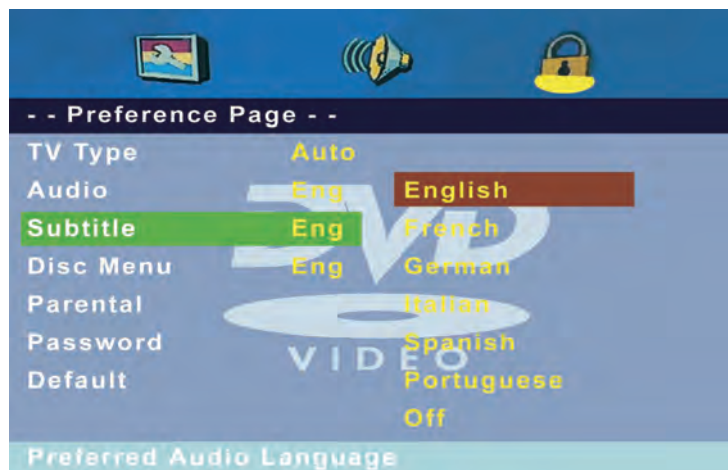 - - Preference Page - -
TV Type Auto
Audio Eng English
Subtitle Eng French
Disc Menu Eng German
Parental Italian
Password Spanish
Default Portuguese
Off
DVD
VIDEO
Preferred Audio Language